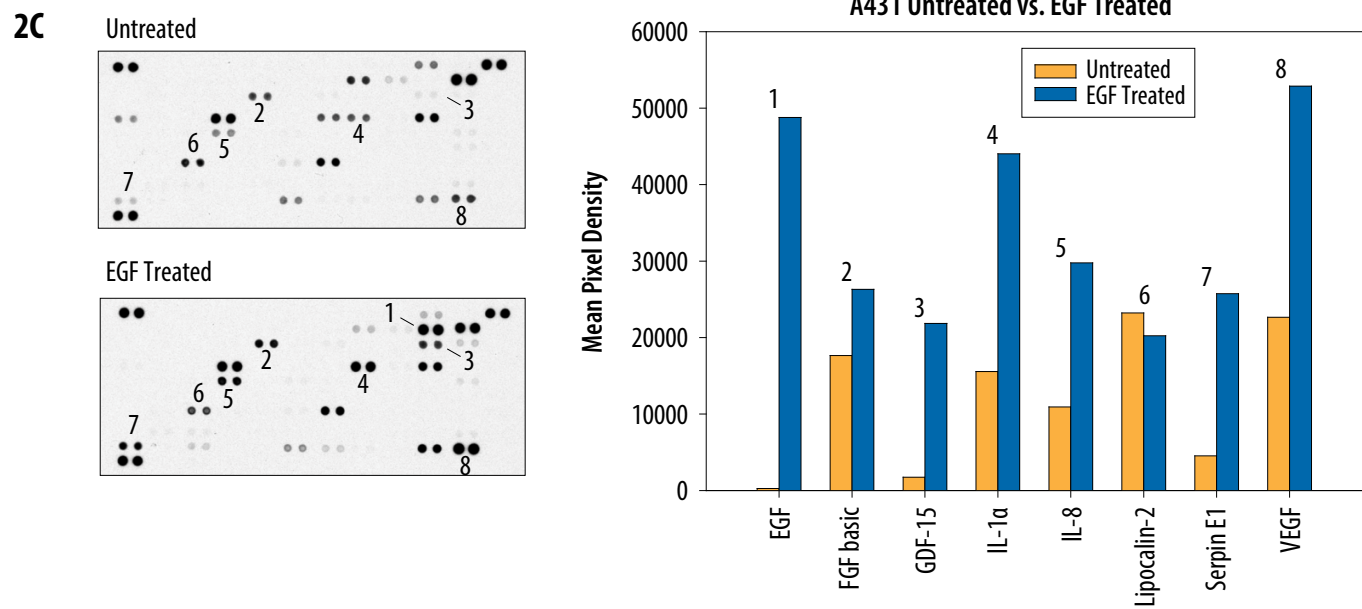 2C
Untreated
2
3
4
5
6
7
8
EGF Treated
1
2
3
4
5
6
7
8
A431 Untreated vs. EGF Treated
Mean Pixel Density
60000
50000
40000
30000
20000
10000
0
Untreated
EGF Treated
1
2
3
4
5
6
7
8
EGF
FGF basic
GDF-15
IL-1α
IL-8
Lipocalin-2
Serpin E1
VEGF